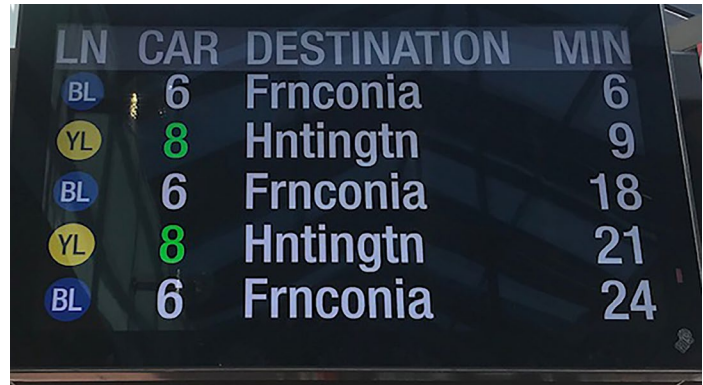 LN CAR DESTINATION MIN
BL 6 Frnconia 6
YL 8 Hntingtn 9
BL 6 Frnconia 18
YL 8 Hntingtn 21
BL 6 Frnconia 24